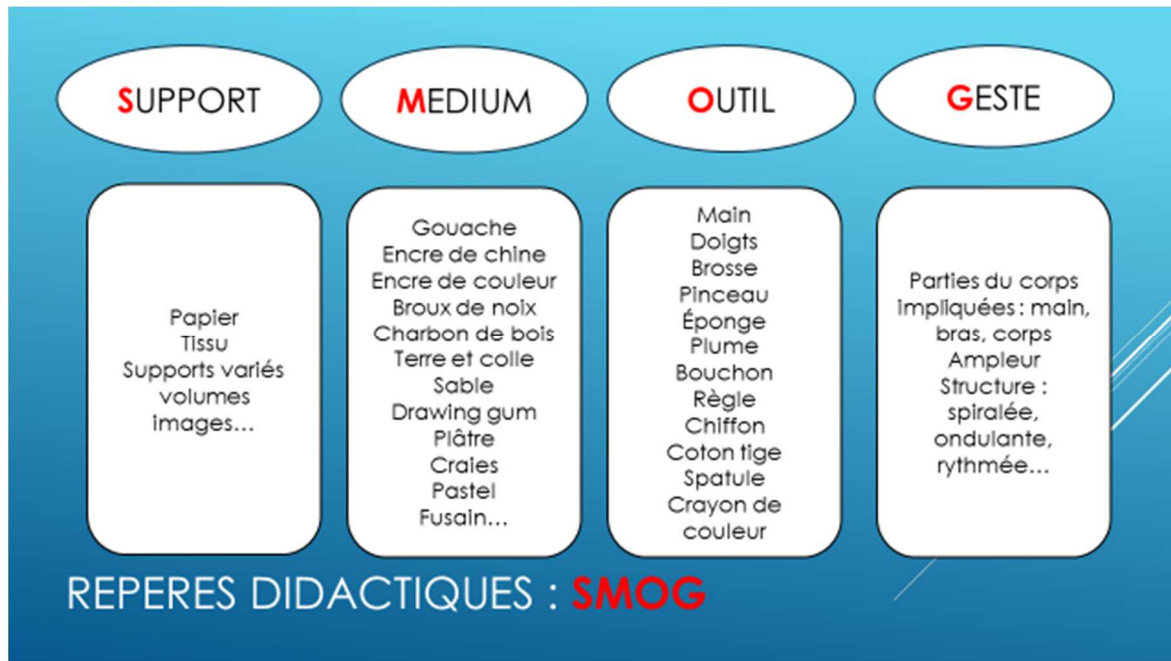 SUPPORT
MEDIUM
OUTIL
GESTE
Papier
Tissu
Supports variés
volumes
images…
Gouache
Encre de chine
Encre de couleur
Broux de noix
Charbon de bois
Terre et colle
Sable
Drawing gum
Plâtre
Craies
Pastel
Fusain…
Main
Doigts
Brosse
Pinceau
Éponge
Plume
Bouchon
Règle
Chiffon
Coton tige
Spatule
Crayon de
couleur
Parties du corps
impliquées : main,
bras, corps
Ampleur
Structure :
spiralée,
ondulante,
rythmée…
REPERES DIDACTIQUES : SMOG